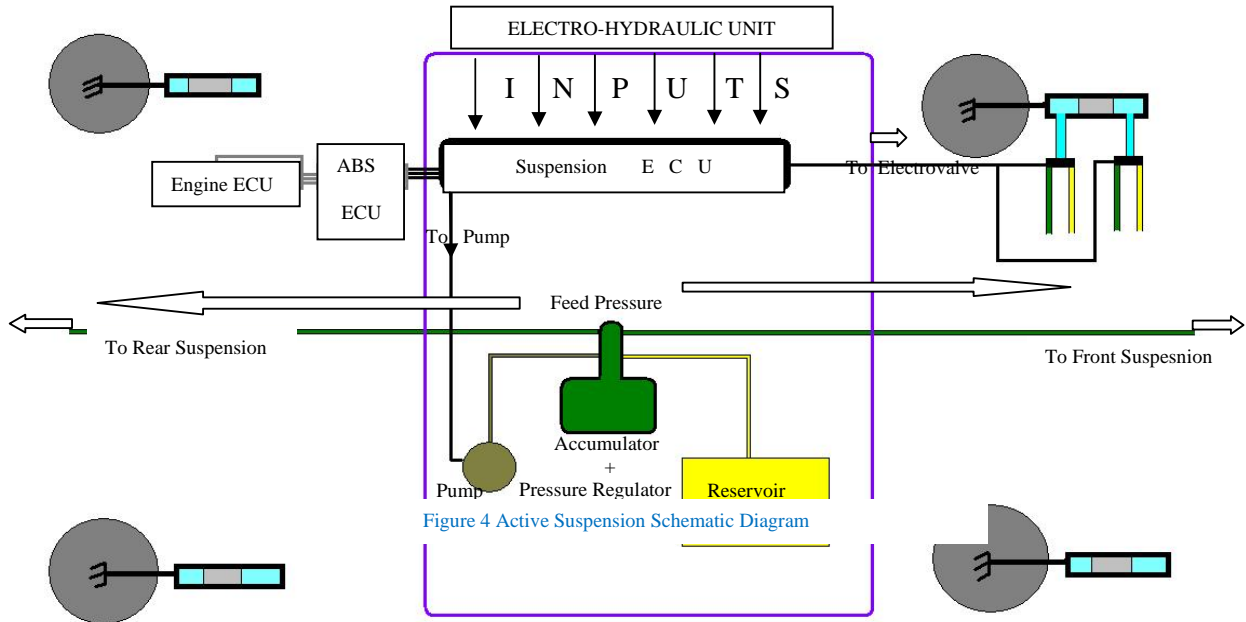 ELECTRO-HYDRAULIC UNIT
I N P U T S
Suspension E C U
To Electrovalve
Engine ECU
ABS
ECU
To Pump
Feed Pressure
To Rear Suspension
To Front Suspesnion
Accumulator
+
Pump
Pressure Regulator
Reservoir
Figure 4 Active Suspension Schematic Diagram